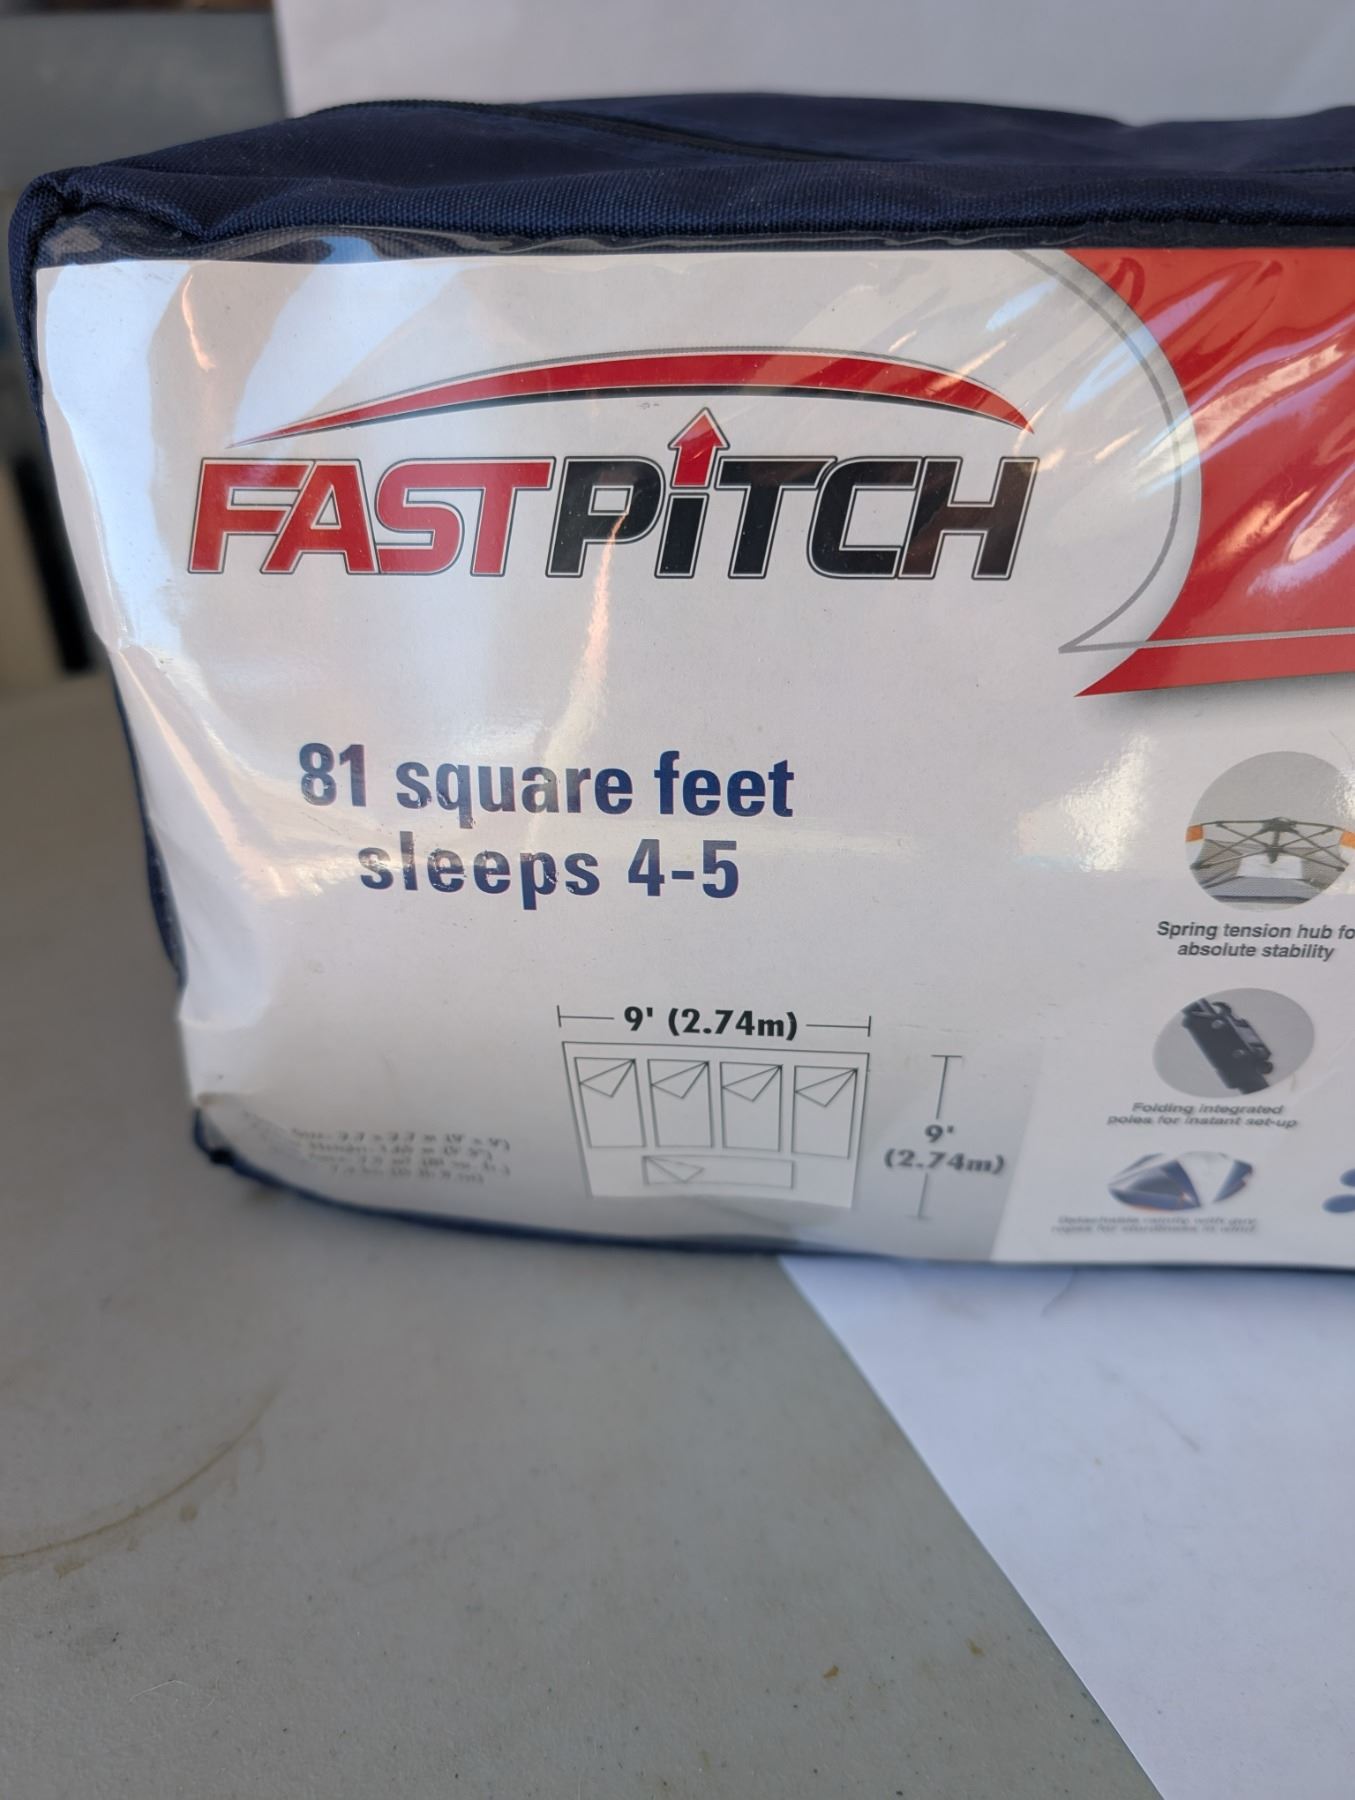 FASTPiTCH
81 square feet
sleeps 4-5
Spring tension hub fo
absolute stability
9' (2.74m)
Folding integrated
poles for instant set-up
9'
(2.74m)